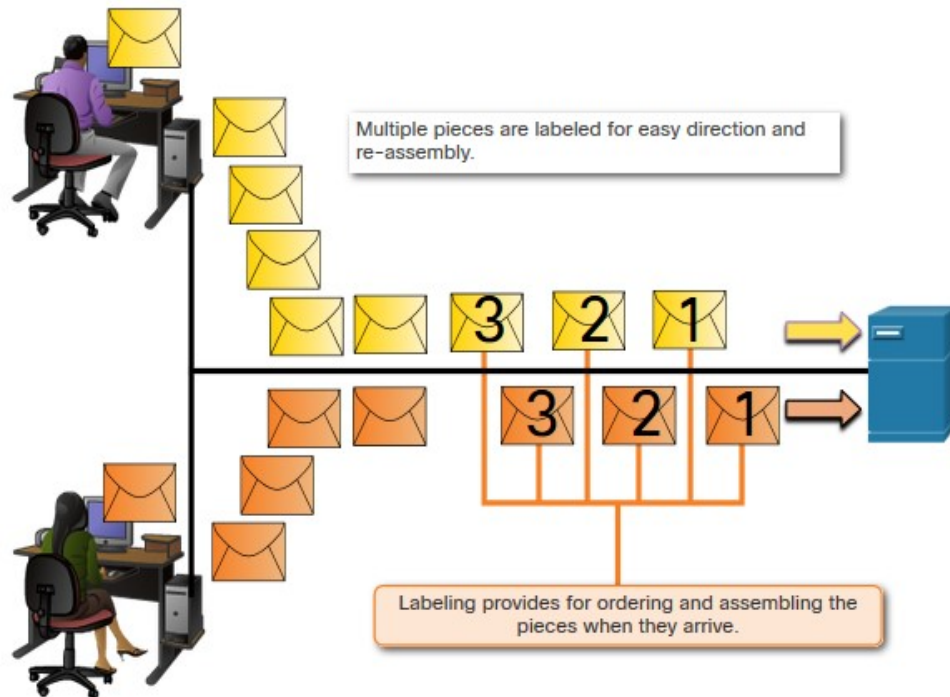 Multiple pieces are labeled for easy direction and
re-assembly.
3 2 1
3 2 1
Labeling provides for ordering and assembling the
pieces when they arrive.